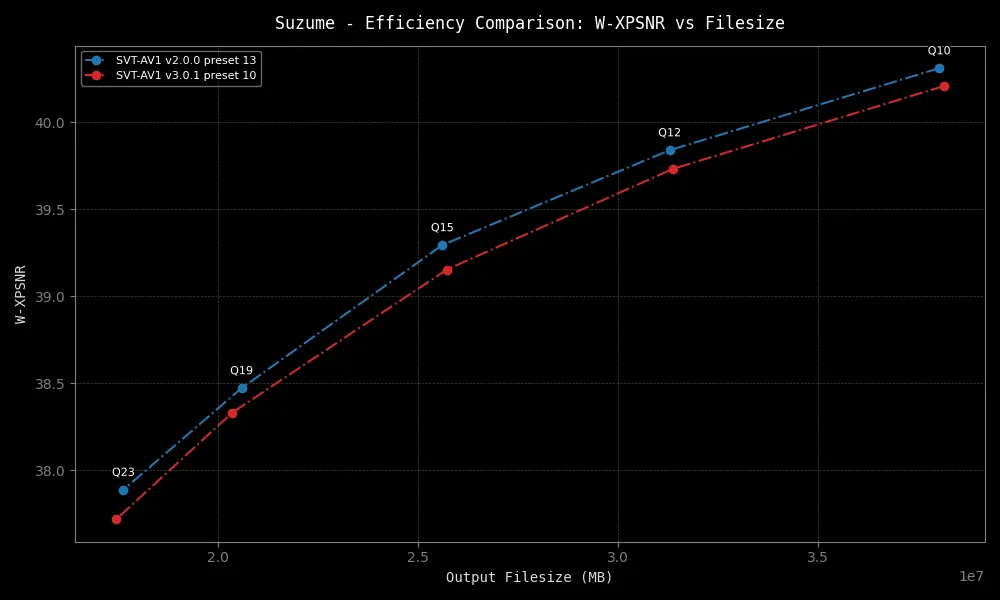 Suzume - Efficiency Comparison: W-XPSNR vs Filesize
SVT-AV1 v2.0.0 preset 13
SVT-AV1 v3.0.1 preset 10
Q10
Q12
Q15
Q19
Q23
40.0
39.5
39.0
38.5
38.0
W-XPSNR
2.0 2.5 3.0 3.5
1e7
Output Filesize (MB)